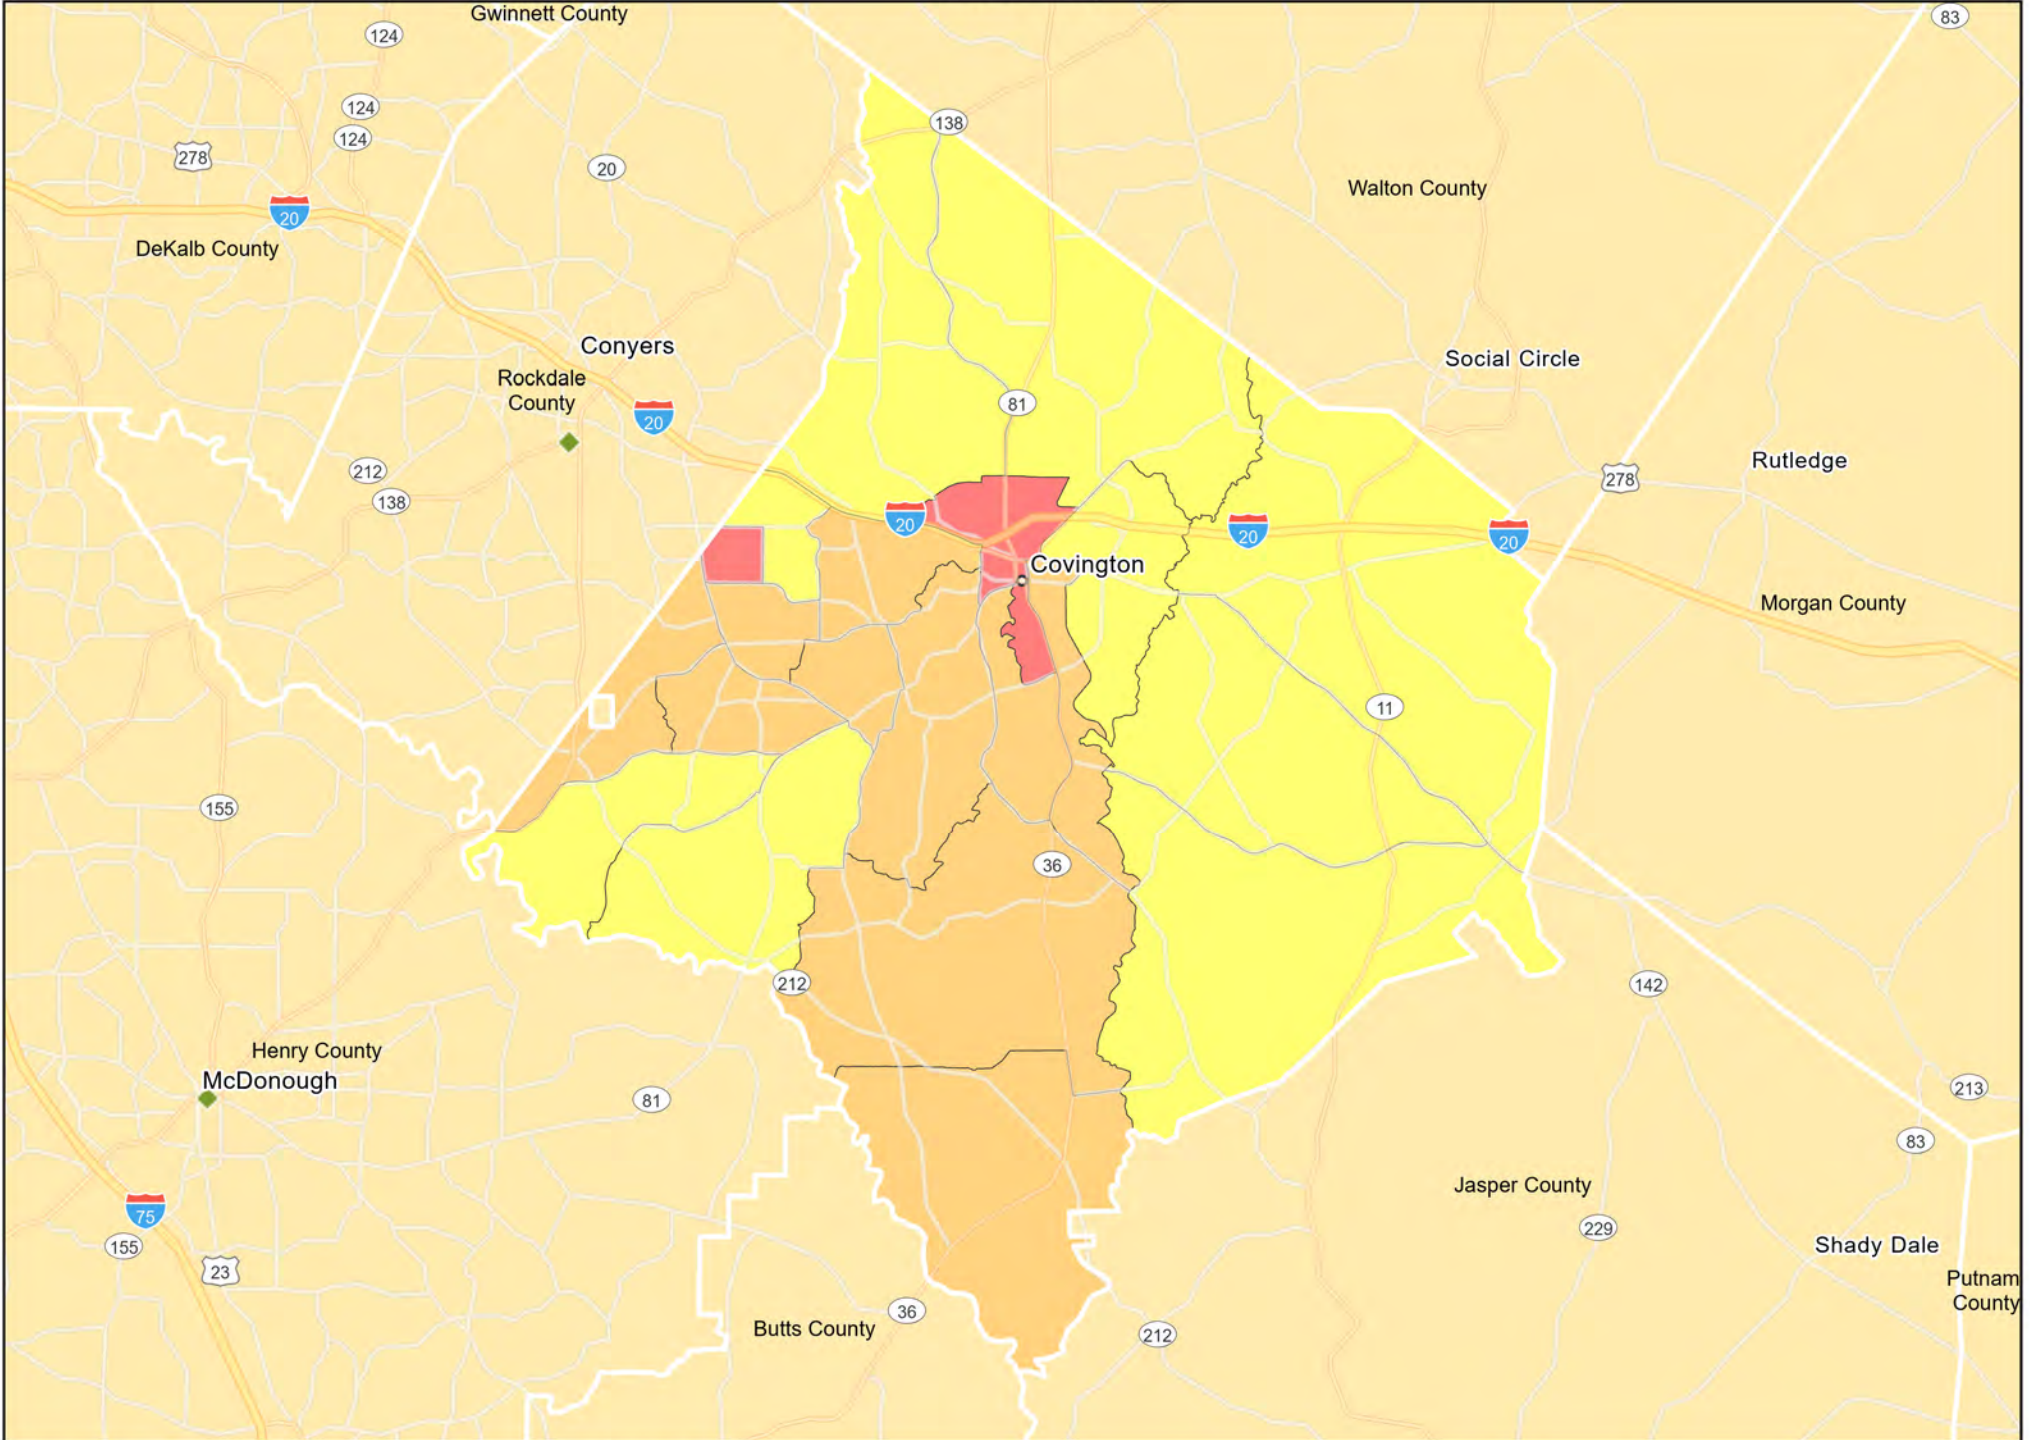 Gwinnett County
83
124
124
138
124
278
20
Walton County
20
DeKalb County
Conyers
Social Circle
Rockdale
County
81
20
Rutledge
212
278
138
20
20
20
Covington
Morgan County
11
155
36
212
142
Henry County
McDonough
213
81
83
Jasper County
75
229
155
Shady Dale
23
Putnam
County
36
Butts County
212